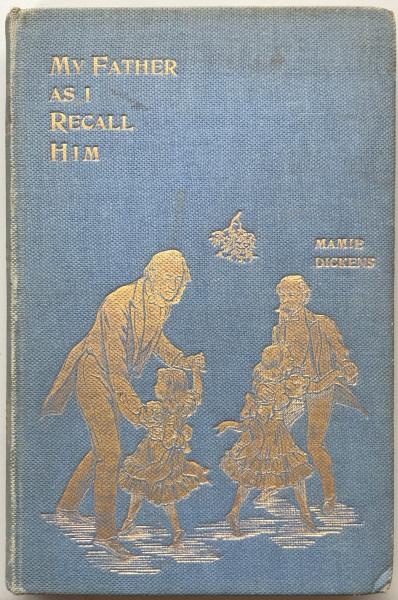 MY FATHER
AS I
RECALL
HIM
MAMIE
DICKENS